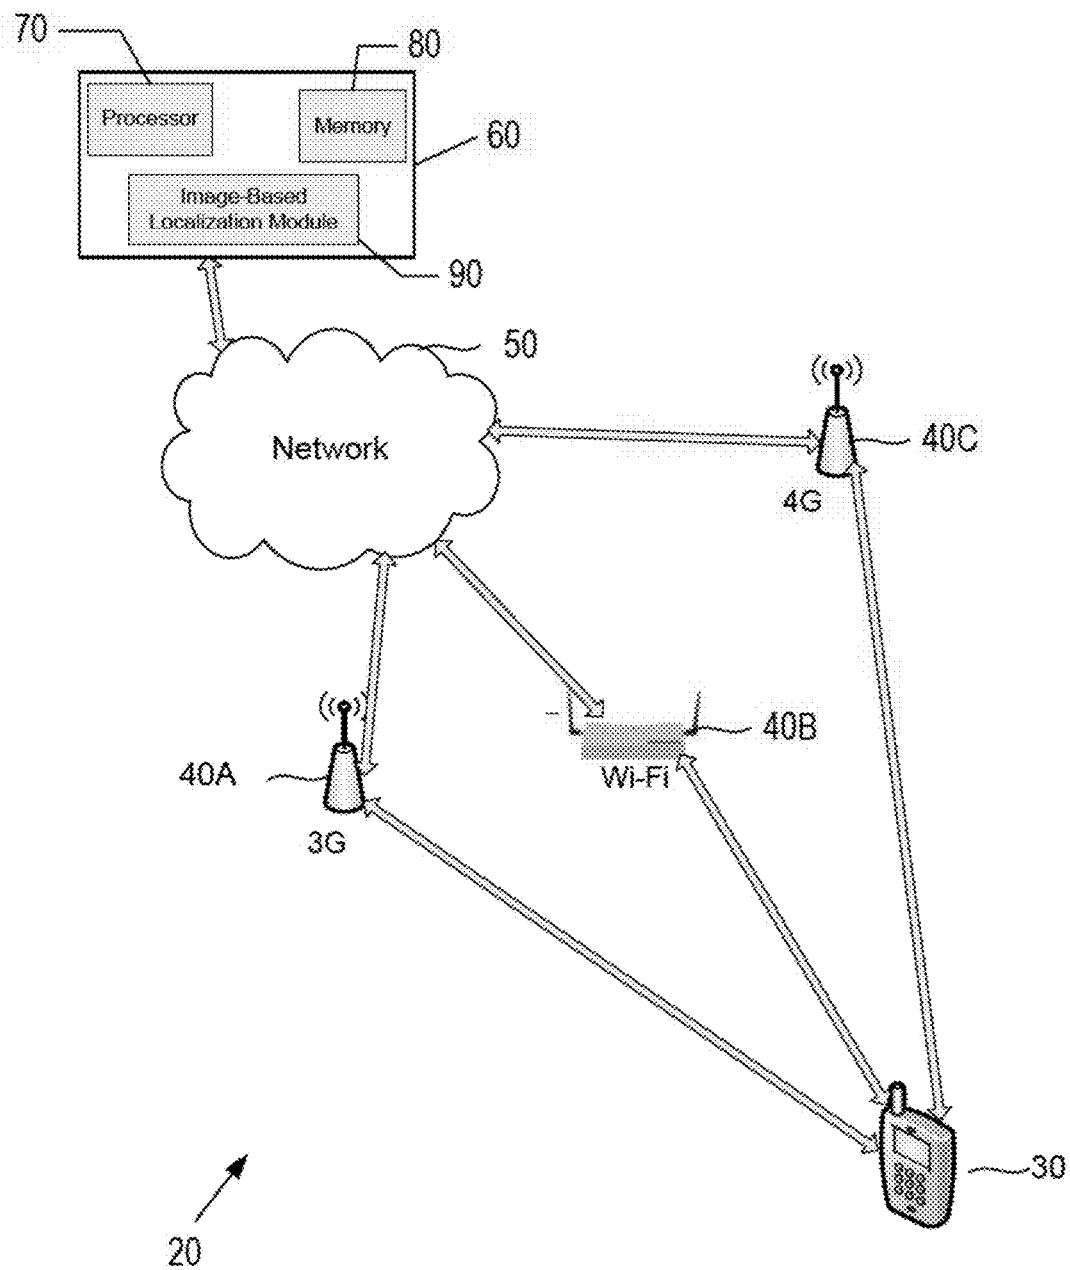 70
80
Processor
Memory
60
Image-Based
Localization Module
90
50
Network
40C
4G
40B
Wi-Fi
40A
3G
30
20